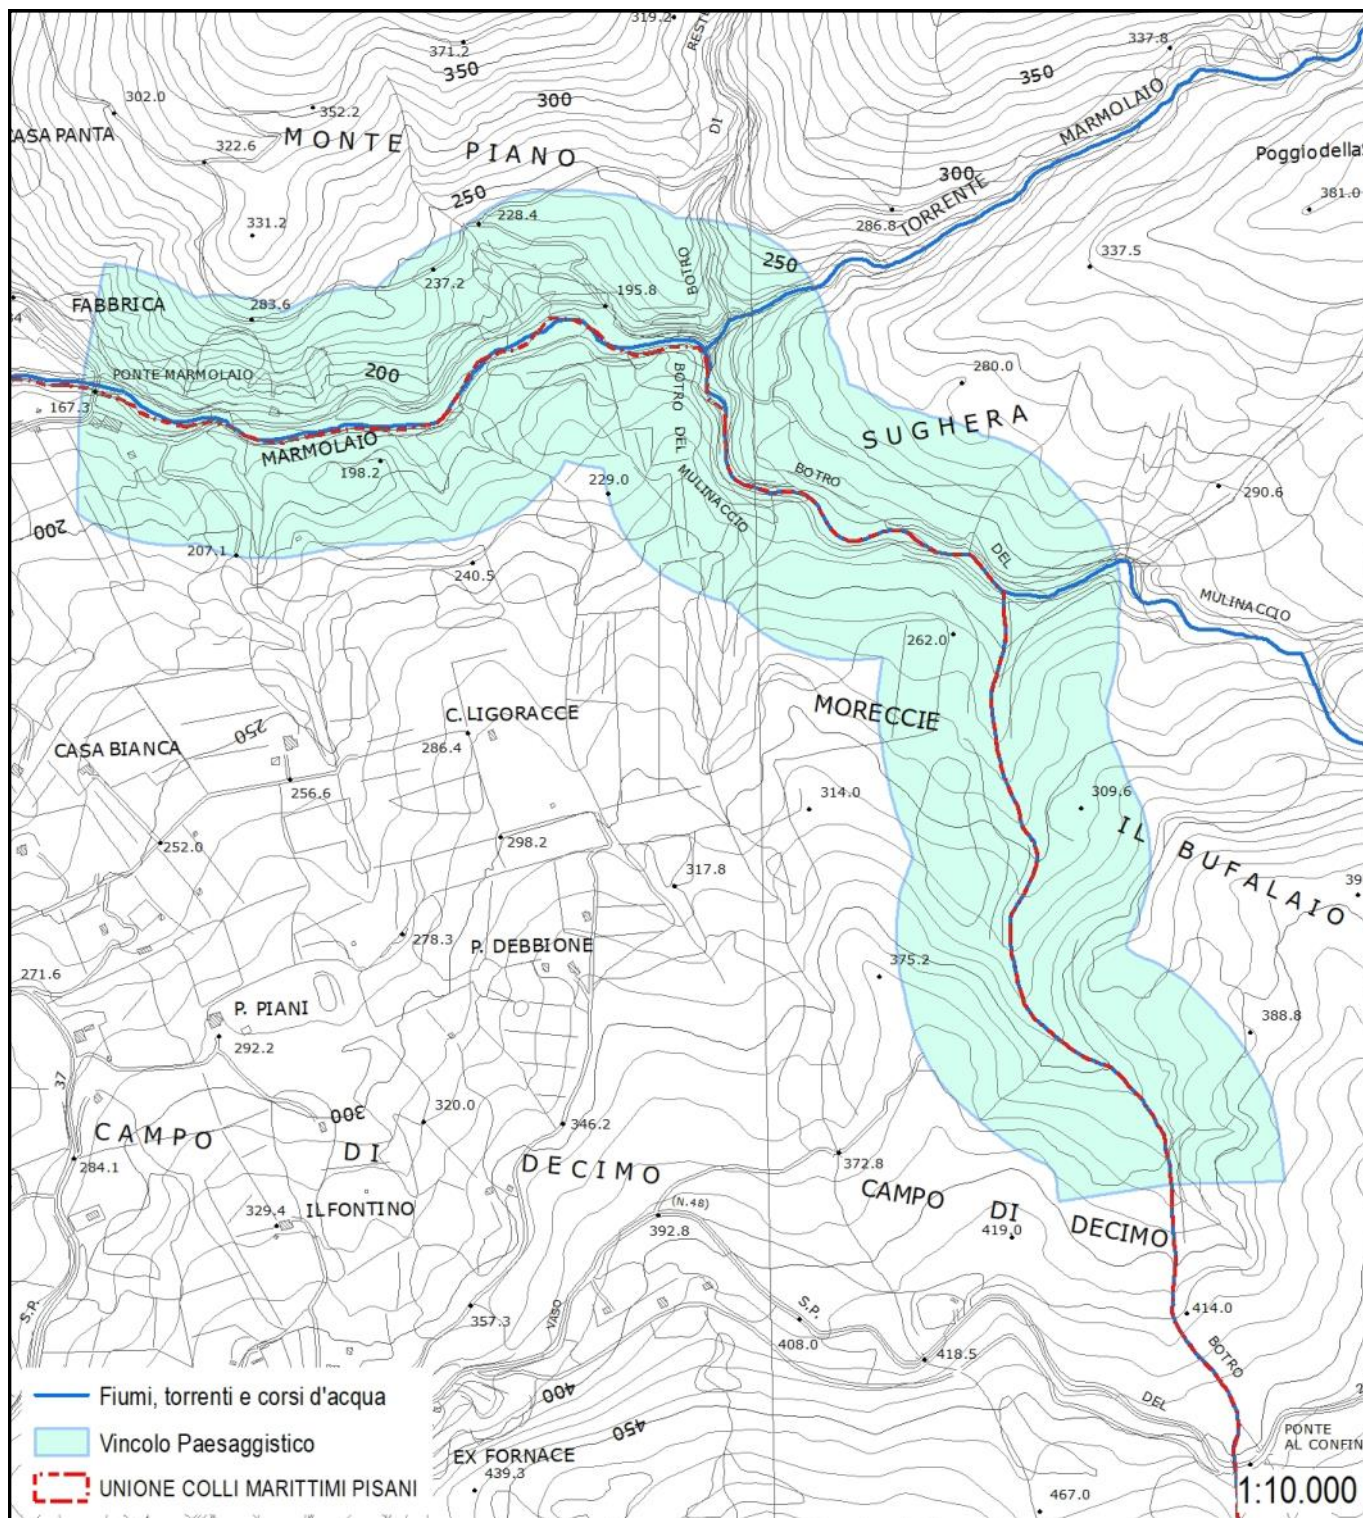 319.2
RESTE
371.2
337.8
350
350
302.0
352.2
300
DI
MARMOLAIO
CASA PANTA
322.6
MONTE PIANO
Poggio della
300
TORRENTE
381.0
250
228.4
286.8
331.2
BOTRO
250
337.5
237.2
FABBRICA
283.6
195.8
200
PONTE MARMOLAIO
280.0
167.3
BOTRO DEL
SUGHERA
MARMOLAIO
198.2
229.0
MULINACCIO
BOTRO
290.6
200
207.1
240.5
DEL
MULINACCIO
262.0
C. LIGORACCE
MORECCIE
250
CASA BIANCA
286.4
256.6
314.0
309.6
252.0
298.2
IL BUFALAIO
317.8
39
278.3
P. DEBBIONE
271.6
375.2
P. PIANI
292.2
388.8
37
300
320.0
346.2
CAMPO DI DECIMO
284.1
372.8
CAMPO DI DECIMO
329.4
IL FONTINO
(N.48)
392.8
419.0
S.P.
357.3
VASO
S.P.
408.0
414.0
418.5
BOTRO
DEL
400
450
PONTE
AL CONFIN
EX FORNACE
439.3
467.0
Fiumi, torrenti e corsi d'acqua
Vincolo Paesaggistico
UNIONE COLLI MARITTIMI PISANI
1:10.000